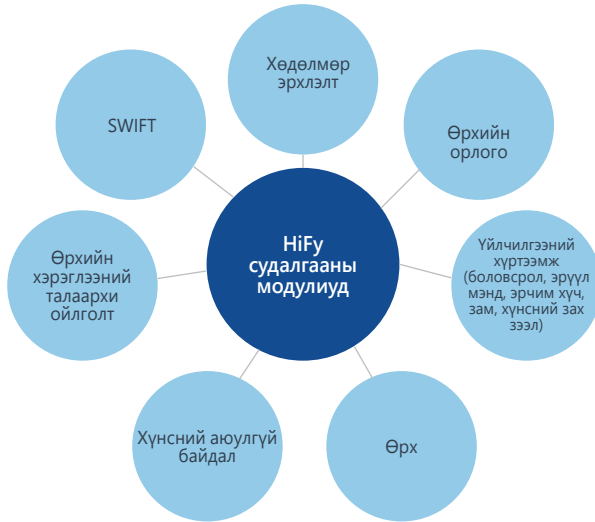 Хөдөлмөр
эрхлэлт
SWIFT
Өрхийн
орлого
HiFy
судалгааны
модулиуд
Үйлчилгээний
хүртээмж
(боловсрол, эрүүл
мэнд, эрчим хүч,
зам, хүнсний зах
зээл)
Өрхийн
хэрэглээний
талаархи
ойлголт
Хүнсний аюулгүй
байдал
Өрх